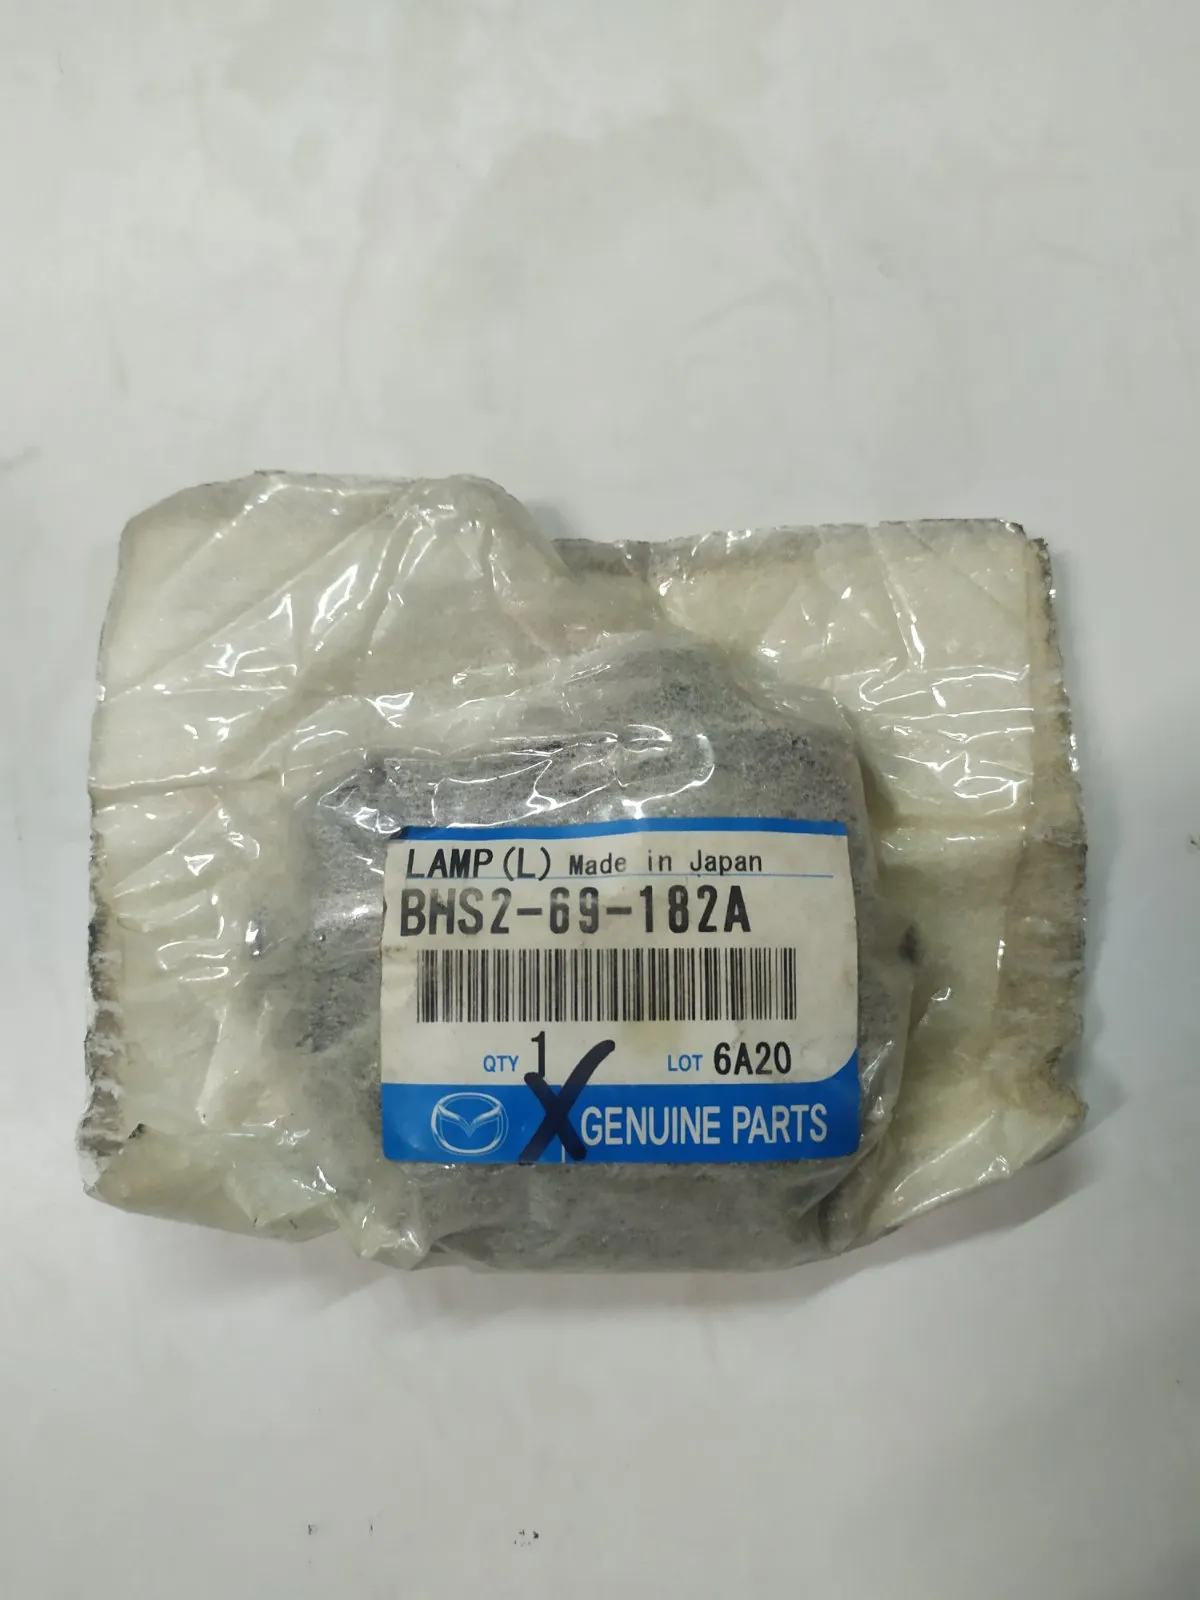 LAMP(L) Made in Japan
BHS2-69-182A
QTY 1 LOT 6A20
X GENUINE PARTS